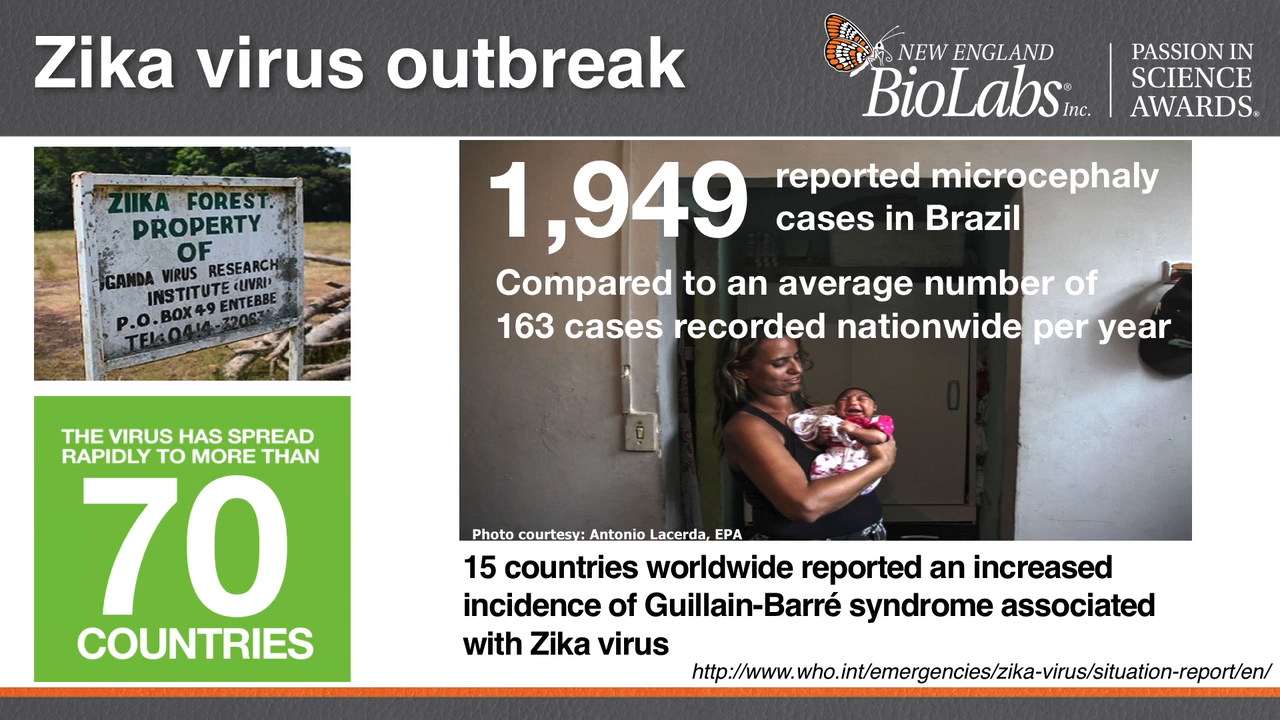 Zika virus outbreak
NEW ENGLAND
BioLabs® Inc.
PASSION IN
SCIENCE
AWARDS®
ZIIKA FOREST.
PROPERTY
OF
GANDA VIRUS RESEARCH
INSTITUTE (UVRI)
P.O. BOX 49 ENTEBBE
TEL:0414-
THE VIRUS HAS SPREAD
RAPIDLY TO MORE THAN
70
COUNTRIES
1,949
reported microcephaly
cases in Brazil
Compared to an average number of
163 cases recorded nationwide per year
Photo courtesy: Antonio Lacerda, EPA
15 countries worldwide reported an increased
incidence of Guillain-Barré syndrome associated
with Zika virus
http://www.who.int/emergencies/zika-virus/situation-report/en/